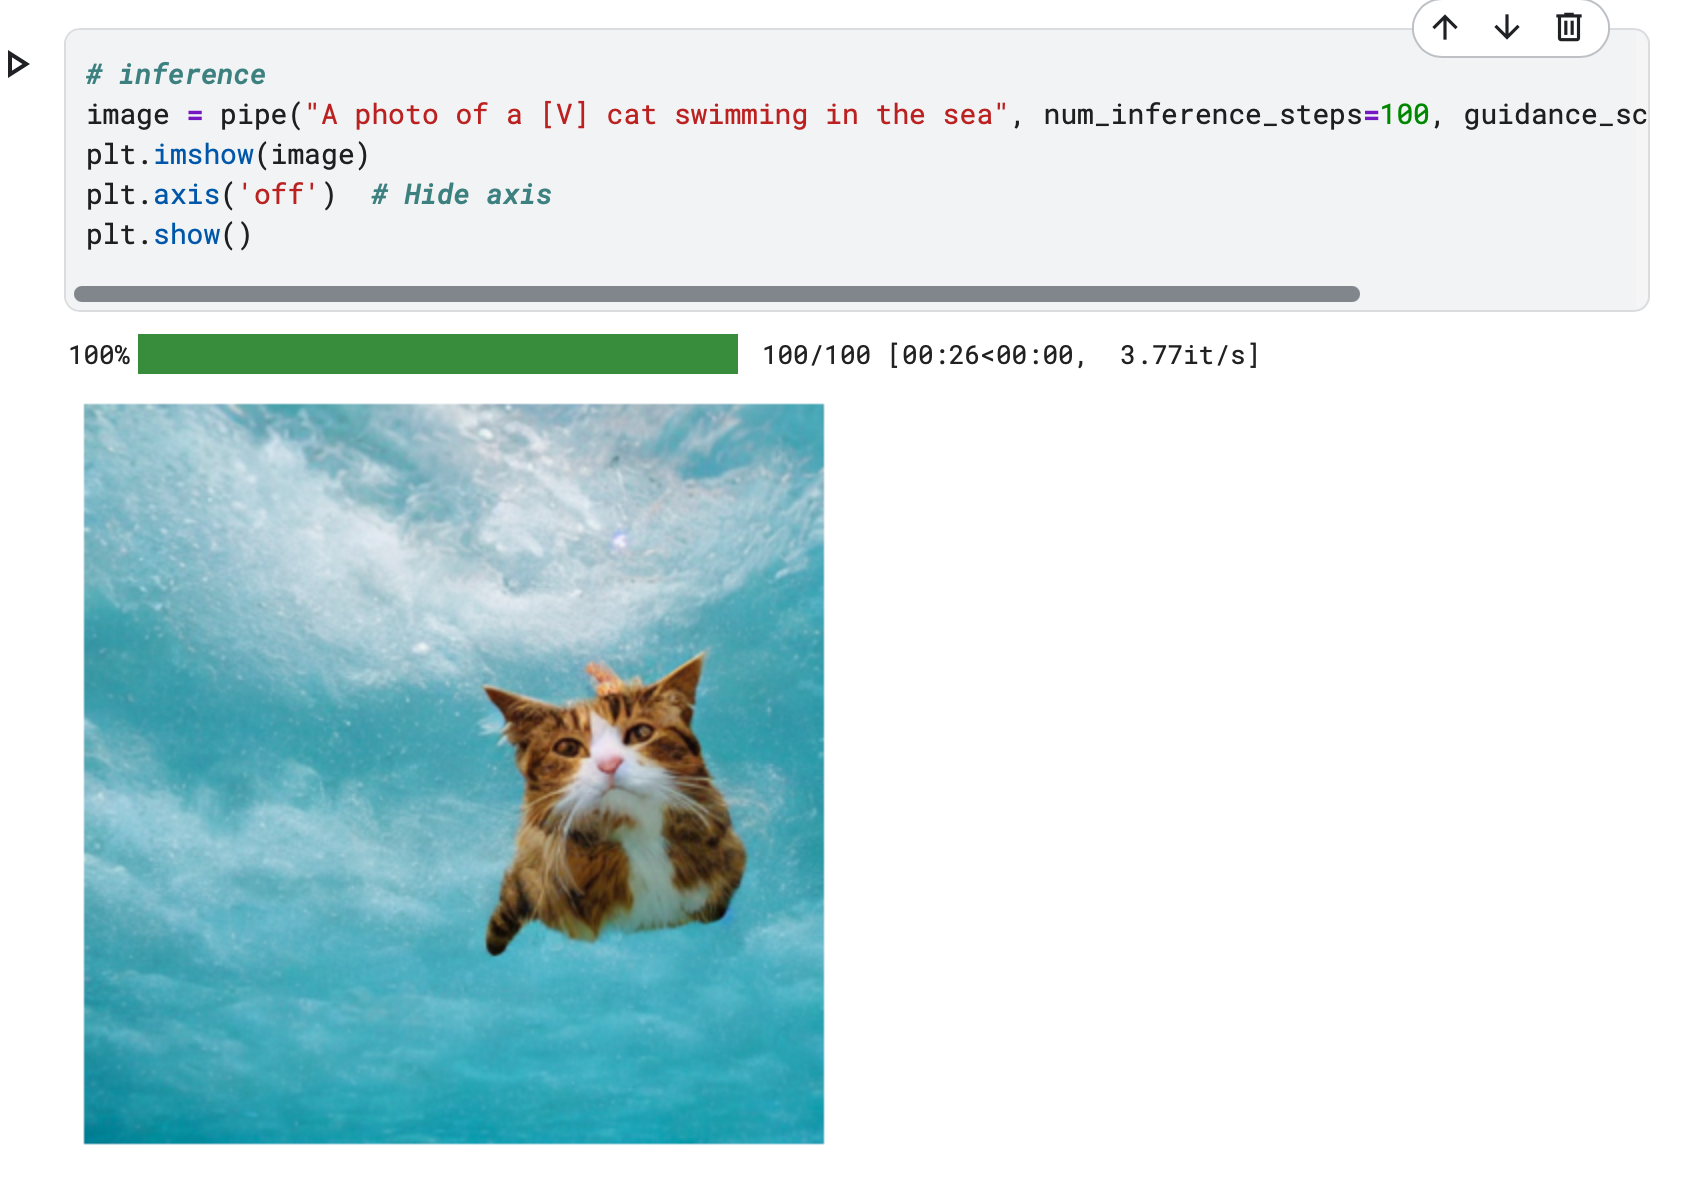 # inference
image = pipe("A photo of a [V] cat swimming in the sea", num_inference_steps=100, guidance_sc
plt.imshow(image)
plt.axis('off')  # Hide axis
plt.show()
100% 100/100 [00:26<00:00,  3.77it/s]